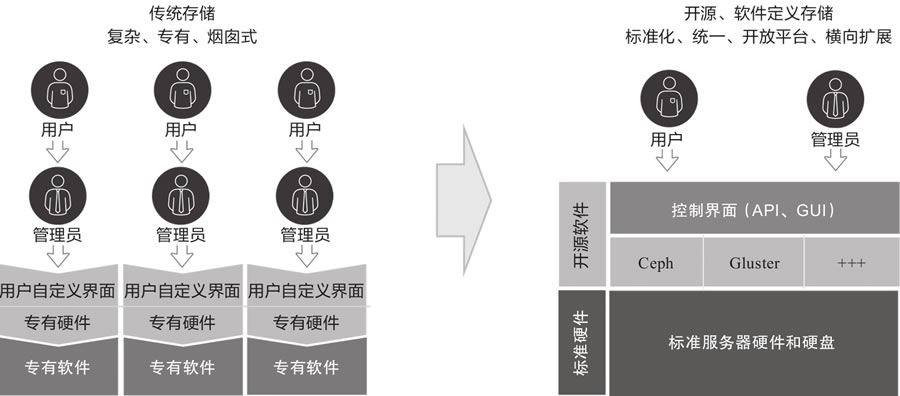 传统存储
复杂、专有、烟囱式
用户 用户 用户
管理员 管理员 管理员
用户自定义界面 用户自定义界面 用户自定义界面
专有硬件 专有硬件 专有硬件
专有软件 专有软件 专有软件
开源、软件定义存储
标准化、统一、开放平台、横向扩展
用户 管理员
开源软件
控制界面（API、GUI）
Ceph Gluster +++
标准硬件
标准服务器硬件和硬盘